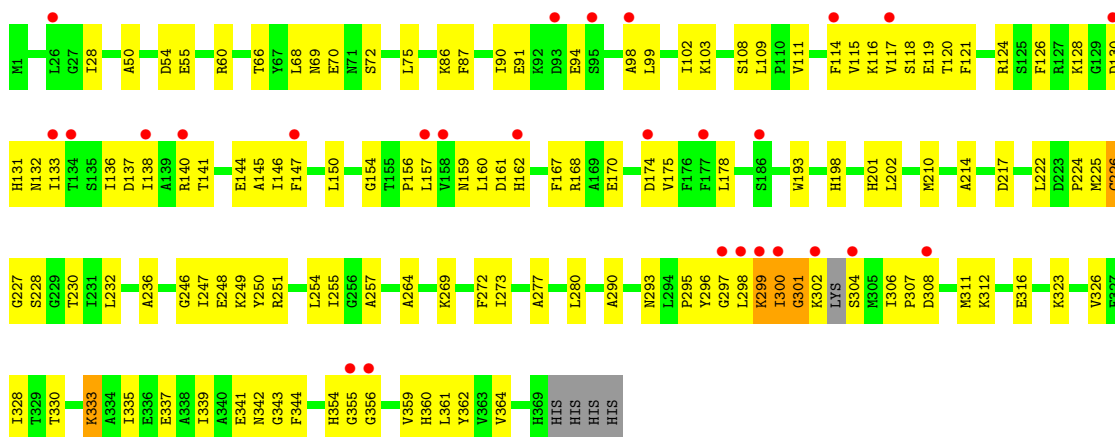 M1 L26 G27 I28 A50 D54 E55 R60 T66 Y67 L68 N69 E70 N71 S72 L75 K86 F87 I90 E91 K92 D93 E94 S95 A98 L99 I102 K103 S108 L109 P110 V111 F114 V115 K116 V117 S118 E119 T120 F121 R124 S125 F126 R127 K128 G129 D130
H131 N132 I133 T134 S135 I136 D137 I138 A139 R140 T141 E144 A145 I146 F147 L150 G154 T155 P156 L157 V158 N159 L160 D161 H162 F167 R168 A169 E170 D174 V175 F176 F177 L178 S186 W193 H198 H201 L202 M210 A214 D217 L222 D223 P224 M225 G226
G227 S228 G229 T230 I231 L232 A236 G246 I247 E248 K249 Y250 R251 L254 I255 G256 A257 A264 K269 F272 I273 A277 L280 A290 N293 L294 P295 Y296 G297 L298 K299 I300 G301 K302 LYS S304 M305 I306 P307 D308 M311 K312 E316 K323 V326 E327
I328 T329 T330 K333 A334 I335 E336 E337 A338 I339 A340 E341 N342 G343 F344 H354 G355 G356 V359 H360 L361 Y362 V363 V364 H369 HIS HIS HIS HIS